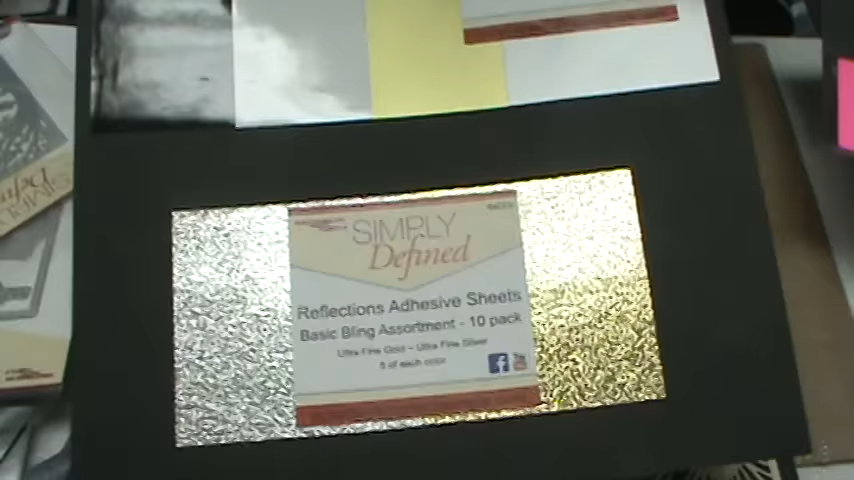 SIMPLY
Defined
Reflections Adhesive Sheets
Basic Bling Assortment - 10 pack
Ultra Fine Gold - Ultra Fine Silver
5 of each color